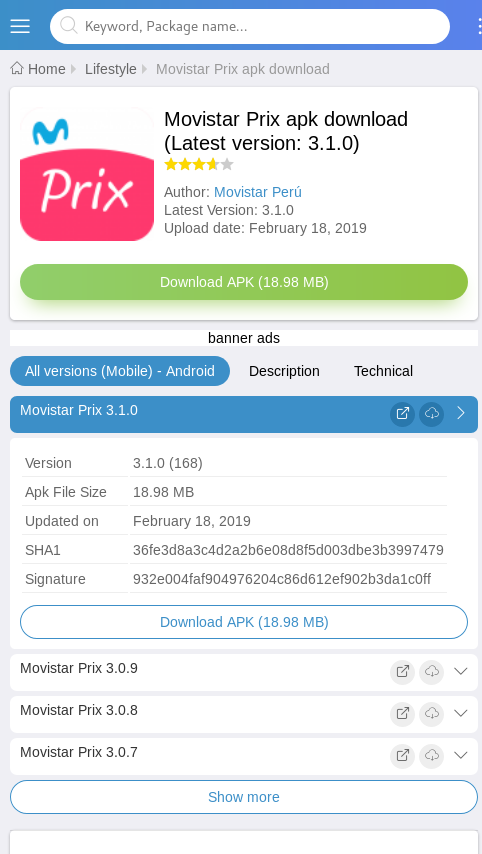 Keyword, Package name...
Home Lifestyle Movistar Prix apk download
Prix
Movistar Prix apk download
(Latest version: 3.1.0)
Author: Movistar Perú
Latest Version: 3.1.0
Upload date: February 18, 2019
Download APK (18.98 MB)
banner ads
All versions (Mobile) - Android Description Technical
Movistar Prix 3.1.0
Version 3.1.0 (168)
Apk File Size 18.98 MB
Updated on February 18, 2019
SHA1 36fe3d8a3c4d2a2b6e08d8f5d003dbe3b3997479
Signature 932e004faf904976204c86d612ef902b3da1c0ff
Download APK (18.98 MB)
Movistar Prix 3.0.9
Movistar Prix 3.0.8
Movistar Prix 3.0.7
Show more